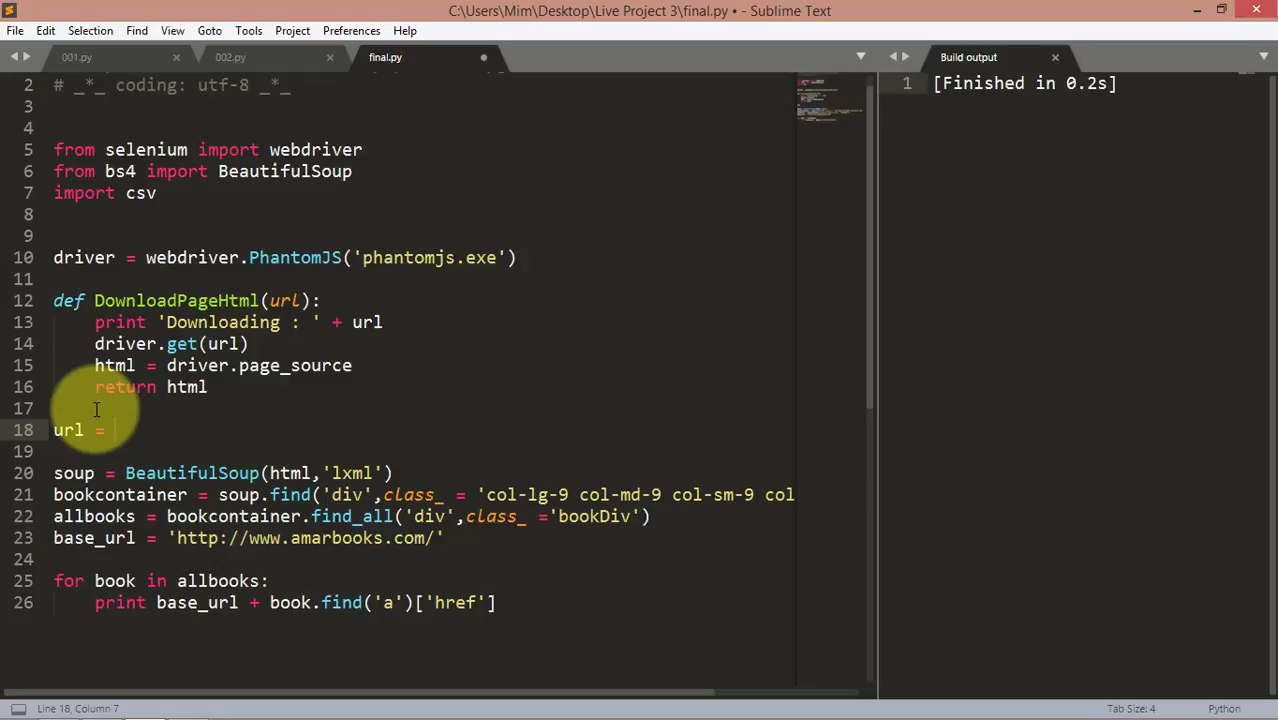 C:\Users\Mim\Desktop\Live Project 3\final.py • - Sublime Text
File Edit Selection Find View Goto Tools Project Preferences Help
001.py 002.py final.py Build output
2 # _*_ coding: utf-8 _*_
3
4
5 from selenium import webdriver
6 from bs4 import BeautifulSoup
7 import csv
8
9
10 driver = webdriver.PhantomJS('phantomjs.exe')
11
12 def DownloadPageHtml(url):
13 print 'Downloading : ' + url
14 driver.get(url)
15 html = driver.page_source
16 return html
17
18 url =
19
20 soup = BeautifulSoup(html,'lxml')
21 bookcontainer = soup.find('div',class_ = 'col-lg-9 col-md-9 col-sm-9 col
22 allbooks = bookcontainer.find_all('div',class_ ='bookDiv')
23 base_url = 'http://www.amarbooks.com/'
24
25 for book in allbooks:
26 print base_url + book.find('a')['href']
1 [Finished in 0.2s]
Line 18, Column 7 Tab Size: 4 Python